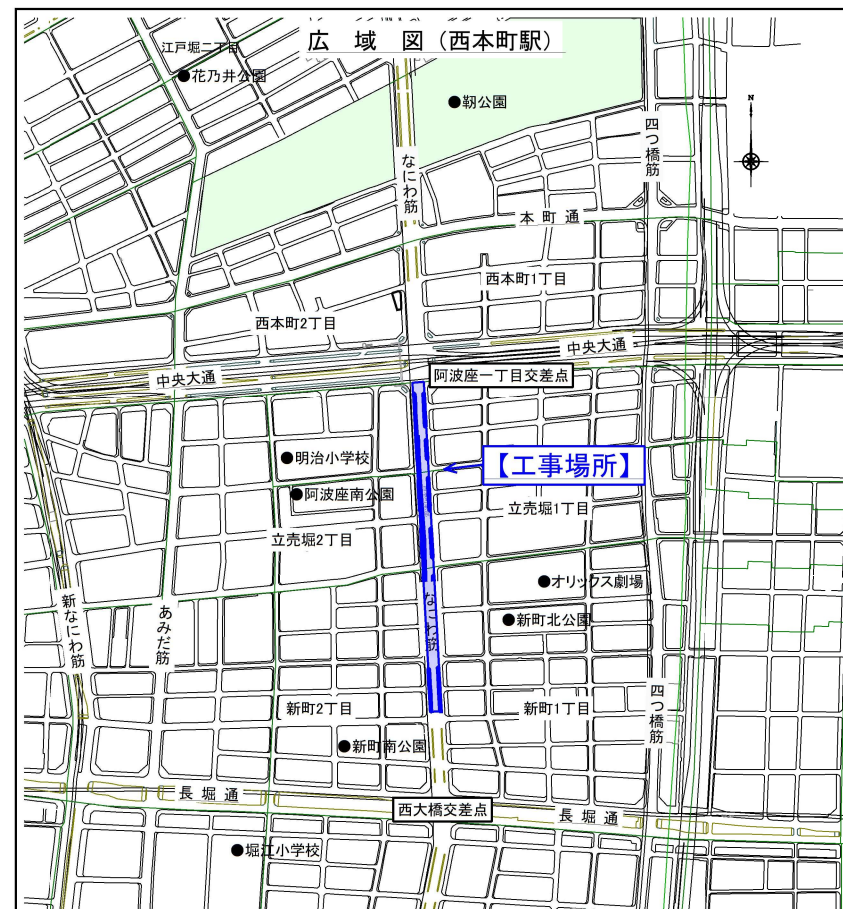 広 域 図（西本町駅）
江戸堀二丁目
●花乃井公園
●靭公園
N
四つ橋筋
なにわ筋
本町通
西本町1丁目
西本町2丁目
中央大通
中央大通
阿波座一丁目交差点
●明治小学校
【工事場所】
●阿波座南公園
立売堀1丁目
立売堀2丁目
●オリックス劇場
新なにわ筋
あみだ筋
なにわ筋
●新町北公園
四つ橋筋
新町2丁目
新町1丁目
●新町南公園
長堀通
西大橋交差点
長堀通
●堀江小学校